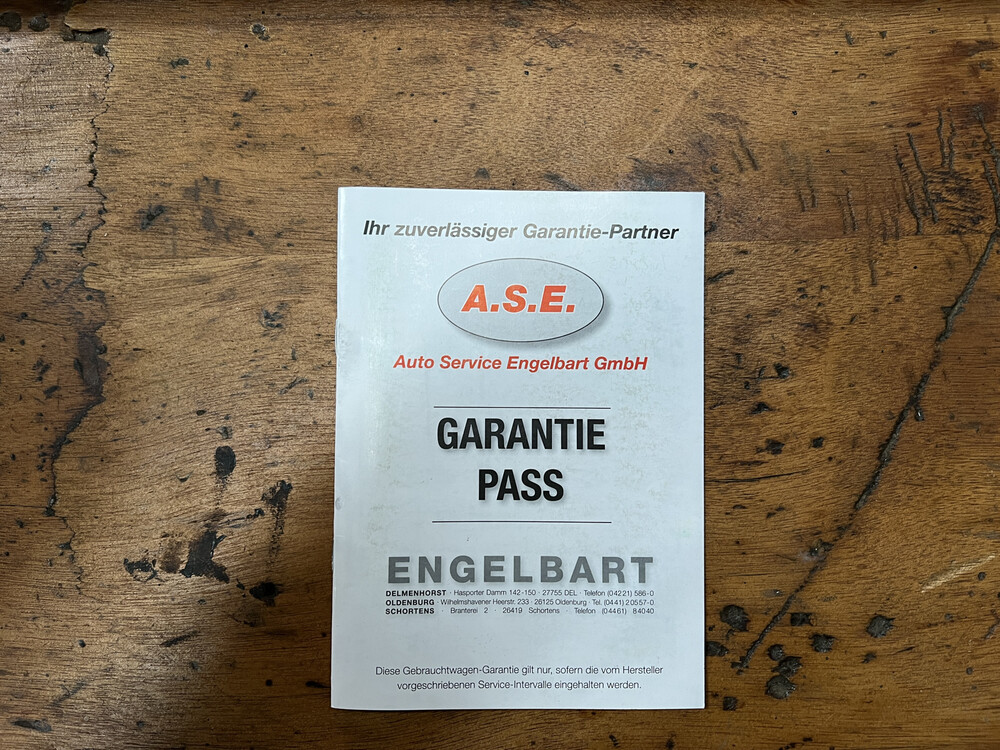 Ihr zuverlässiger Garantie-Partner
A.S.E.
Auto Service Engelbart GmbH
GARANTIE
PASS
ENGELBART
DELMENHORST · Hasporter Damm 142-150 · 27755 DEL · Telefon (04221) 586-0
OLDENBURG · Wilhelmshavener Heerstr. 233 · 26125 Oldenburg · Tel. (0441) 20557-0
SCHORTENS · Branterei 2 · 26419 Schortens · Telefon (04461) 84040
Diese Gebrauchtwagen-Garantie gilt nur, sofern die vom Hersteller
vorgeschriebenen Service-Intervalle eingehalten werden.